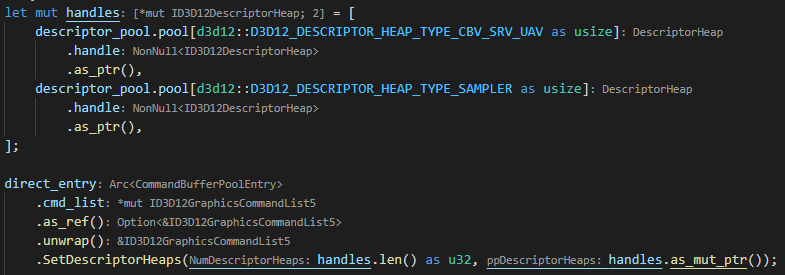 let mut handles: [*mut ID3D12DescriptorHeap; 2] = [
descriptor_pool.pool[d3d12::D3D12_DESCRIPTOR_HEAP_TYPE_CBV_SRV_UAV as usize]: DescriptorHeap
.handle: NonNull<ID3D12DescriptorHeap>
.as_ptr(),
descriptor_pool.pool[d3d12::D3D12_DESCRIPTOR_HEAP_TYPE_SAMPLER as usize]: DescriptorHeap
.handle: NonNull<ID3D12DescriptorHeap>
.as_ptr(),
];
direct_entry: Arc<CommandBufferPoolEntry>
.cmd_list: *mut ID3D12GraphicsCommandList5
.as_ref(): Option<&ID3D12GraphicsCommandList5>
.unwrap(): &ID3D12GraphicsCommandList5
.SetDescriptorHeaps(NumDescriptorHeaps: handles.len() as u32, ppDescriptorHeaps: handles.as_mut_ptr());